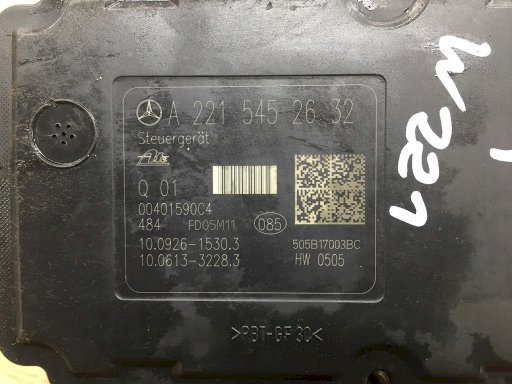 A 221 545 26 32
Steuergerät
Ate
Q 01
00401590C4
484 FD05M11 085
10.0926-1530.3
10.0613-3228.3
505B17003BC
HW 0505
>PBT-GF30<
W 221